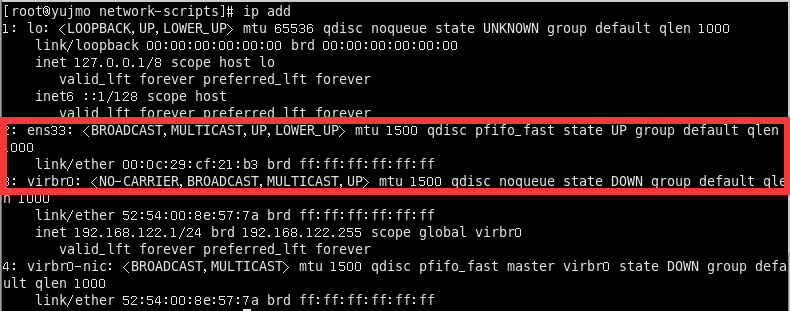 [root@yujmo network-scripts]# ip add
1: lo: <LOOPBACK,UP,LOWER_UP> mtu 65536 qdisc noqueue state UNKNOWN group default qlen 1000
    link/loopback 00:00:00:00:00:00 brd 00:00:00:00:00:00
    inet 127.0.0.1/8 scope host lo
       valid_lft forever preferred_lft forever
    inet6 ::1/128 scope host
       valid_lft forever preferred_lft forever
2: ens33: <BROADCAST,MULTICAST,UP,LOWER_UP> mtu 1500 qdisc pfifo_fast state UP group default qlen
1000
    link/ether 00:0c:29:cf:21:b3 brd ff:ff:ff:ff:ff:ff
3: virbr0: <NO-CARRIER,BROADCAST,MULTICAST,UP> mtu 1500 qdisc noqueue state DOWN group default qle
n 1000
    link/ether 52:54:00:8e:57:7a brd ff:ff:ff:ff:ff:ff
    inet 192.168.122.1/24 brd 192.168.122.255 scope global virbr0
       valid_lft forever preferred_lft forever
4: virbr0-nic: <BROADCAST,MULTICAST> mtu 1500 qdisc pfifo_fast master virbr0 state DOWN group defa
ult qlen 1000
    link/ether 52:54:00:8e:57:7a brd ff:ff:ff:ff:ff:ff